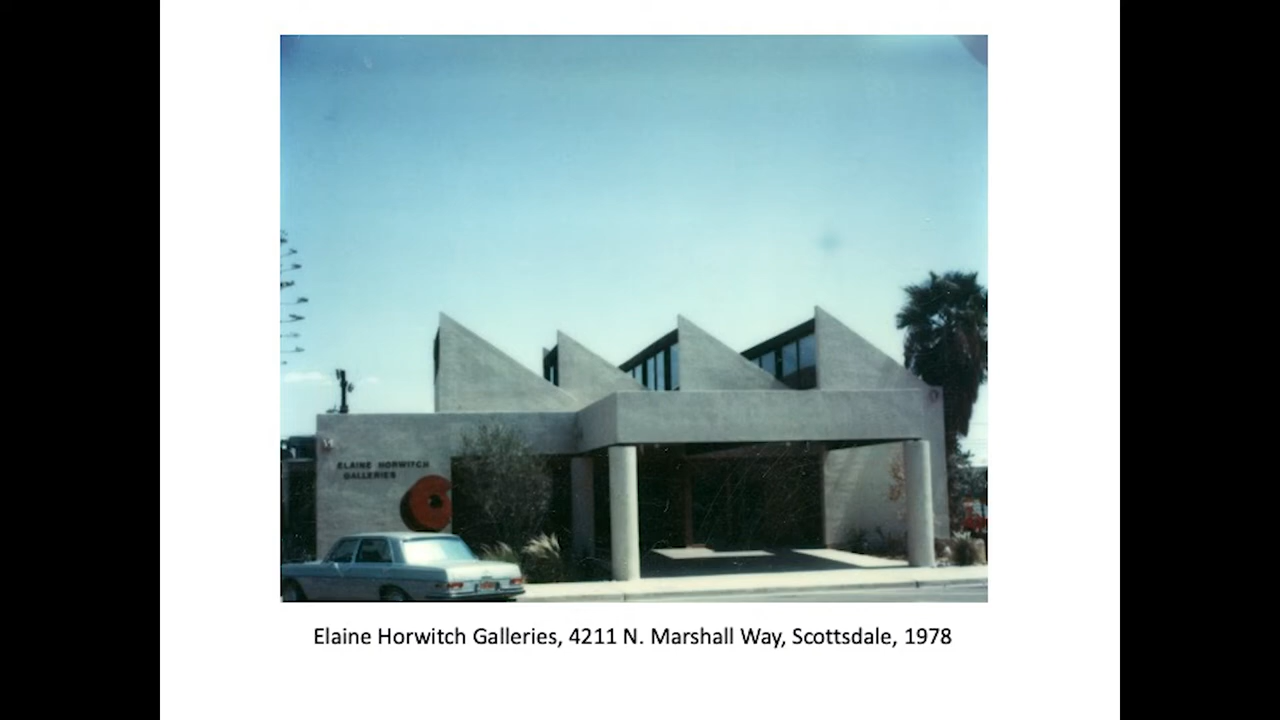 ELAINE HORWITCH
GALLERIES
Elaine Horwitch Galleries, 4211 N. Marshall Way, Scottsdale, 1978